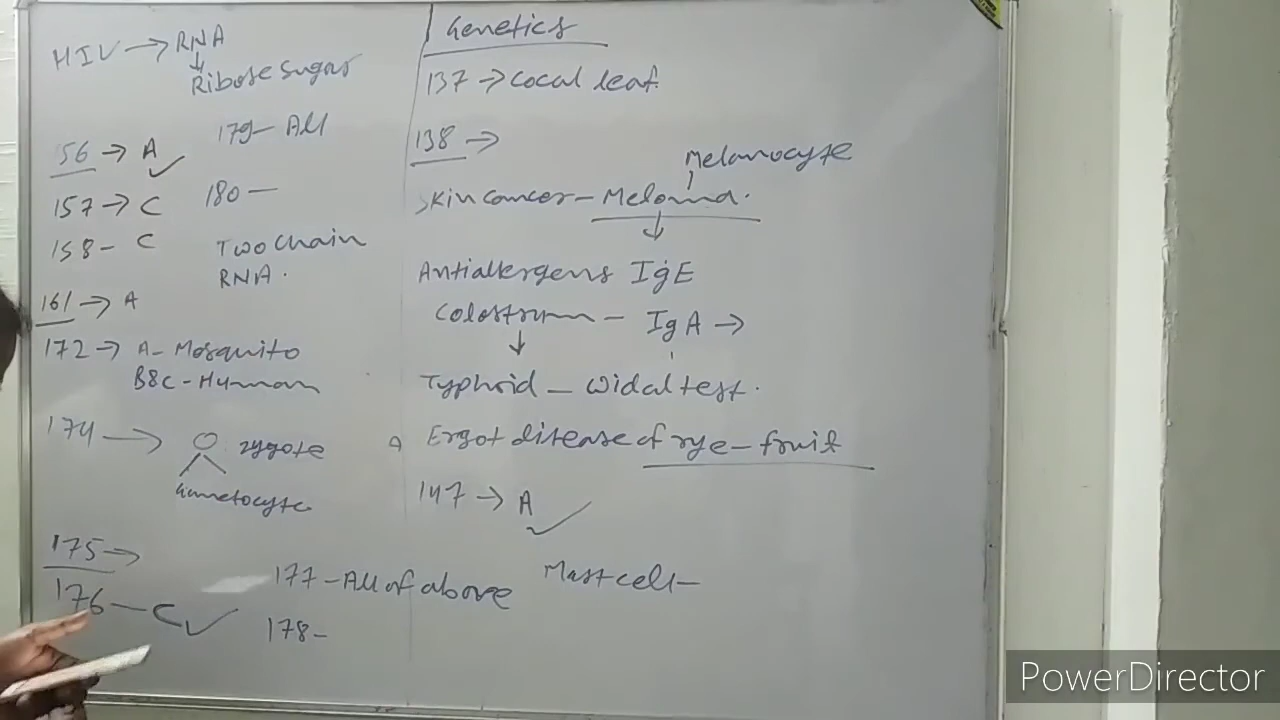 HIV → RNA
↓
Ribose sugar
156 → A ✓
157 → C
158 - C
161 → A
172 → A - Mosquito
B&C - Human
174 → zygote
Gametocyte
175 →
176 - C ✓
179 - All
180 -
Two chain
RNA.
177 - All of above
178 -
Genetics
137 → Cocal leaf.
138 →
Melanocyte
Skin cancer - Meloma.
↓
Antiallergens IgE
Colostrum - IgA →
↓
Typhoid - Widal test.
Ergot disease of rye - fruit
147 → A ✓
Mast cell -
PowerDirector